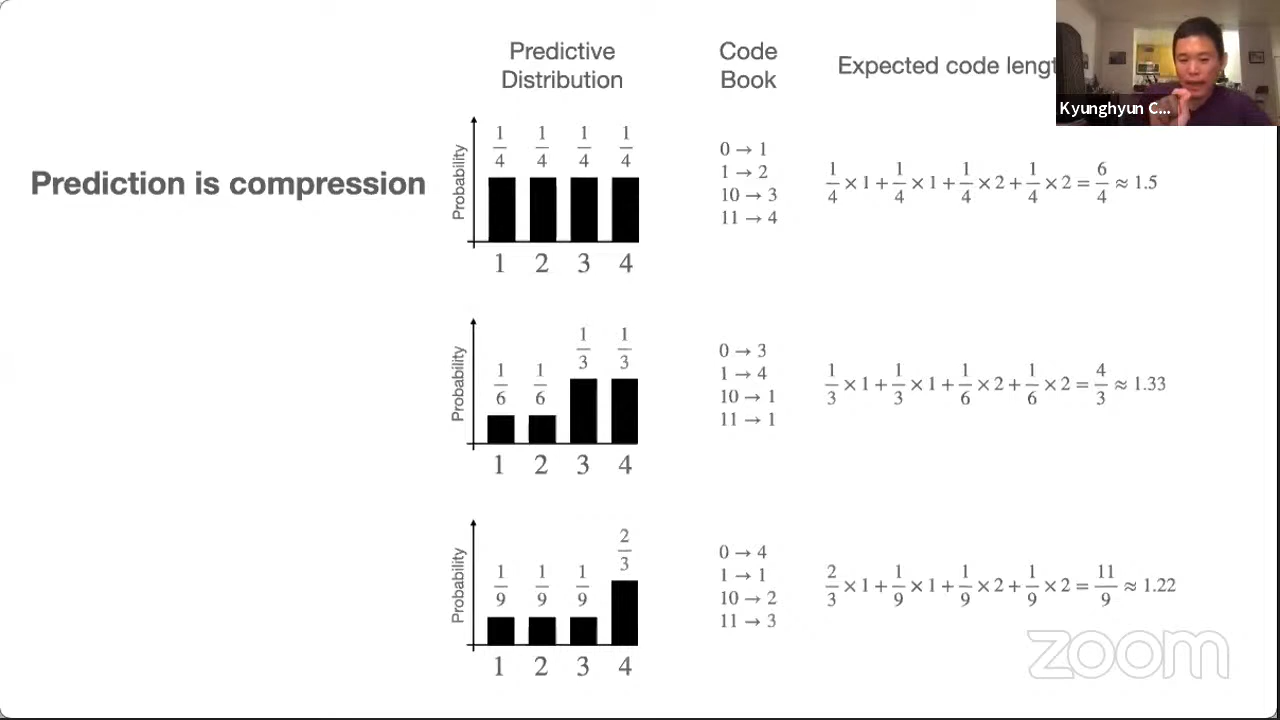 Predictive
Distribution
Code
Book
Expected code lengt
Kyunghyun C...
Prediction is compression
Probability
1/4 1/4 1/4 1/4
1 2 3 4
0 → 1
1 → 2
10 → 3
11 → 4
1/4 × 1 + 1/4 × 1 + 1/4 × 2 + 1/4 × 2 = 6/4 ≈ 1.5
Probability
1/6 1/6 1/3 1/3
1 2 3 4
0 → 3
1 → 4
10 → 1
11 → 1
1/3 × 1 + 1/3 × 1 + 1/6 × 2 + 1/6 × 2 = 4/3 ≈ 1.33
Probability
1/9 1/9 1/9 2/3
1 2 3 4
0 → 4
1 → 1
10 → 2
11 → 3
2/3 × 1 + 1/9 × 1 + 1/9 × 2 + 1/9 × 2 = 11/9 ≈ 1.22
zoom